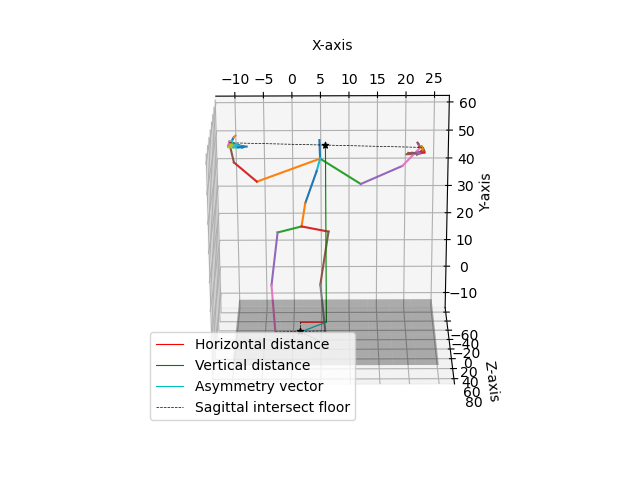 X-axis
−10 −5 0 5 10 15 20 25
60
50
40
30
20
10
0
−10
Y-axis
−60
−40
−20
0
20
40
60
80
Z-axis
Horizontal distance
Vertical distance
Asymmetry vector
Sagittal intersect floor